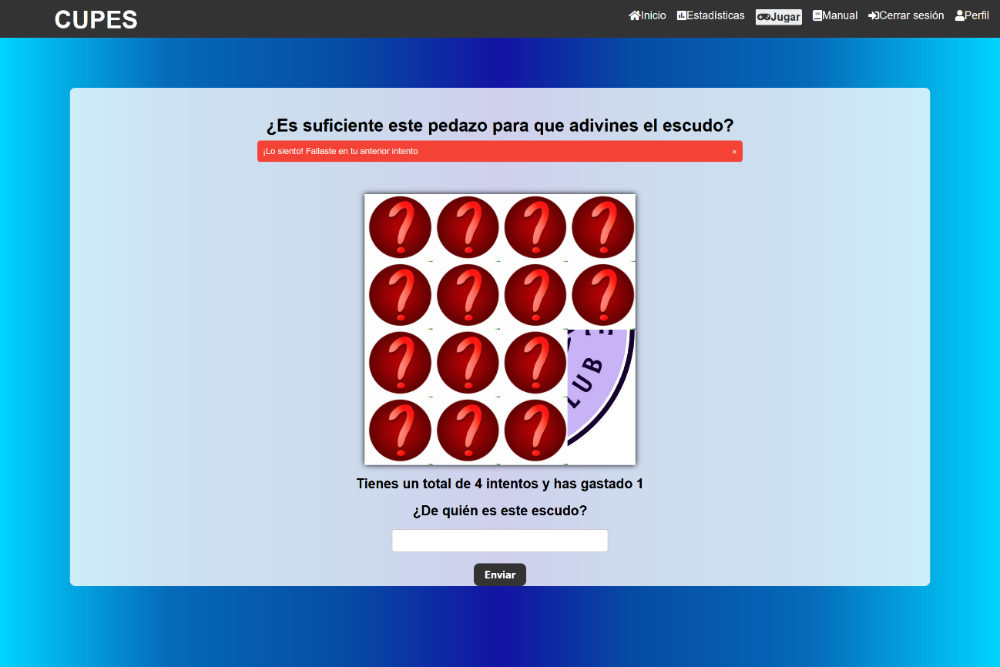 CUPES
Inicio
Estadísticas
Jugar
Manual
Cerrar sesión
Perfil
¿Es suficiente este pedazo para que adivines el escudo?
¡Lo siento! Fallaste en tu anterior intento
×
LUB
Tienes un total de 4 intentos y has gastado 1
¿De quién es este escudo?
Enviar